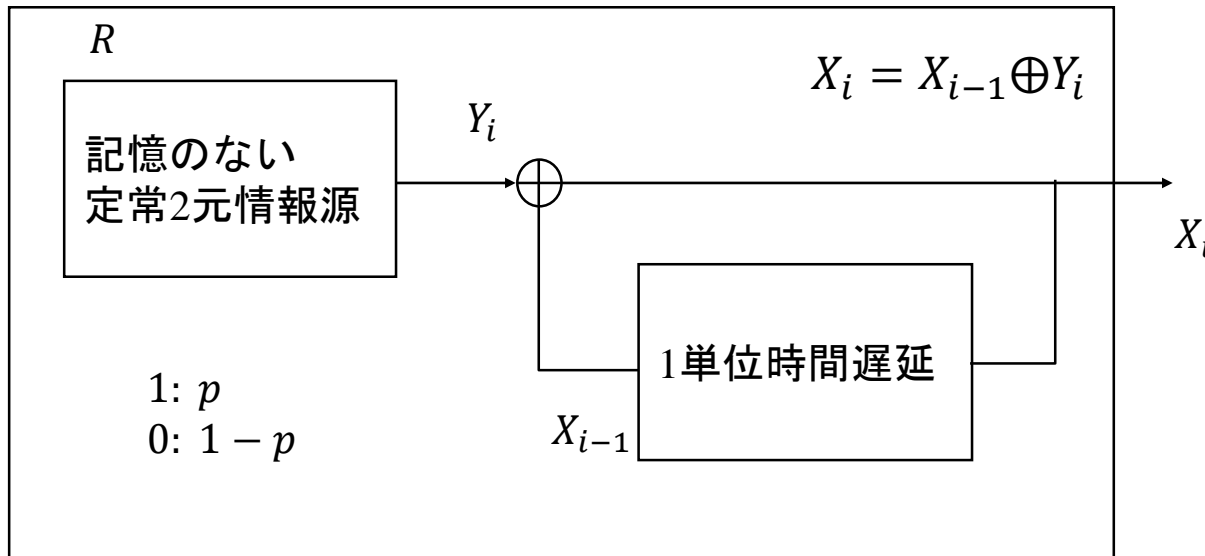 R
X_i = X_{i−1}⊕Y_i
記憶のない
定常2元情報源
Y_i
X_i
1単位時間遅延
1: p
0: 1 − p
X_{i−1}